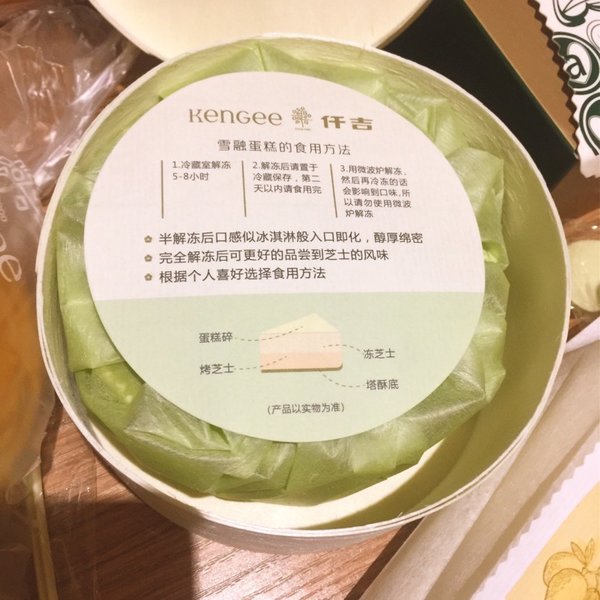 KENGEE 仟吉
雪融蛋糕的食用方法
1.冷藏室解冻
5-8小时
2.解冻后请置于
冷藏保存，第二
天以内请食用完
3.用微波炉解冻，
然后再冷冻的话
会影响到口味，所
以请勿使用微波
炉解冻
半解冻后口感似冰淇淋般入口即化，醇厚绵密
完全解冻后可更好的品尝到芝士的风味
根据个人喜好选择食用方法
蛋糕碎
冻芝士
烤芝士
塔酥底
（产品以实物为准）